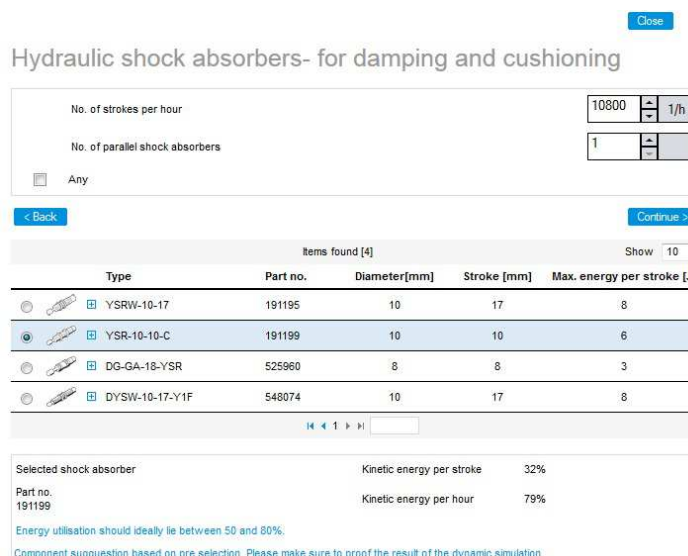 Close
Hydraulic shock absorbers- for damping and cushioning
No. of strokes per hour 10800 1/h
No. of parallel shock absorbers 1
Any
< Back Continue >
Items found [4] Show 10
Type Part no. Diameter[mm] Stroke [mm] Max. energy per stroke [.
YSRW-10-17 191195 10 17 8
YSR-10-10-C 191199 10 10 6
DG-GA-18-YSR 525960 8 8 3
DYSW-10-17-Y1F 548074 10 17 8
1
Selected shock absorber Kinetic energy per stroke 32%
Part no.
191199 Kinetic energy per hour 79%
Energy utilisation should ideally lie between 50 and 80%.
Component suqquestion based on pre selection. Please make sure to proof the result of the dynamic simulation